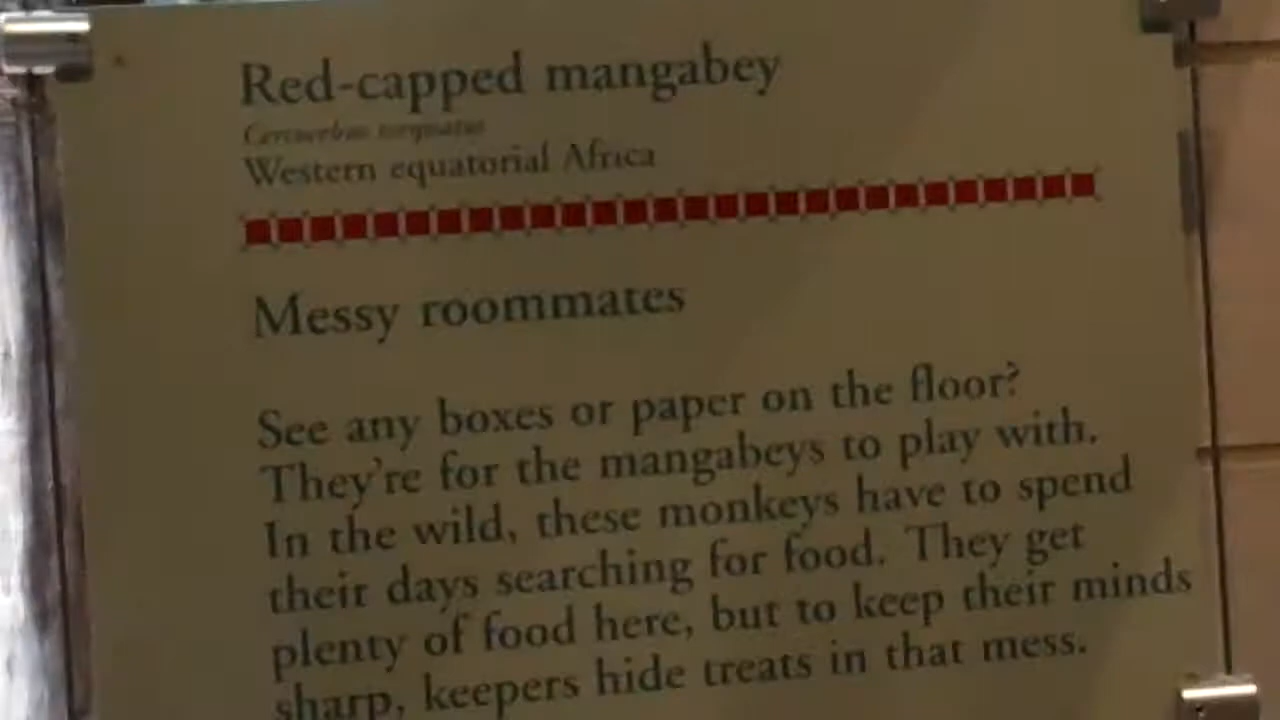 Red-capped mangabey
Cercocebus torquatus
Western equatorial Africa
Messy roommates
See any boxes or paper on the floor?
They're for the mangabeys to play with.
In the wild, these monkeys have to spend
their days searching for food. They get
plenty of food here, but to keep their minds
sharp, keepers hide treats in that mess.